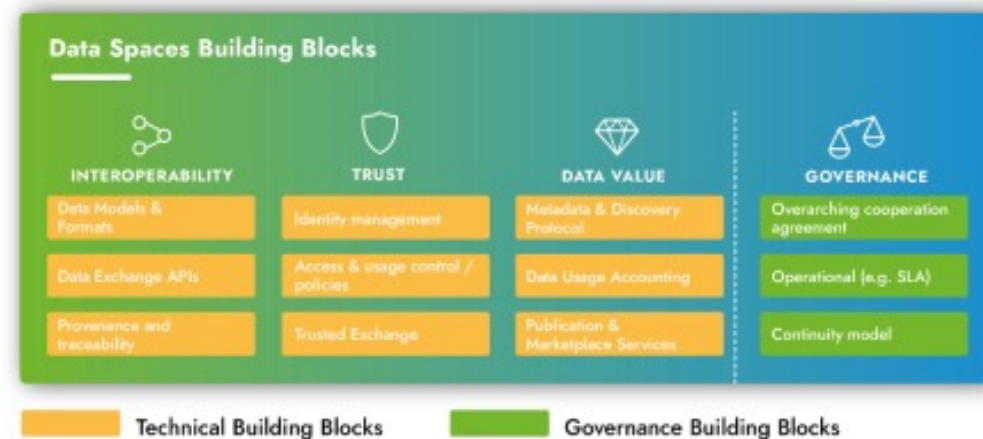 Data Spaces Building Blocks
INTEROPERABILITY
Data Models &
Formats
Data Exchange APIs
Provenance and
traceability
TRUST
Identity management
Access & usage control /
policies
Trusted Exchange
DATA VALUE
Metadata & Discovery
Protocol
Data Usage Accounting
Publication &
Marketplace Services
GOVERNANCE
Overarching cooperation
agreement
Operational (e.g. SLA)
Continuity model
Technical Building Blocks
Governance Building Blocks